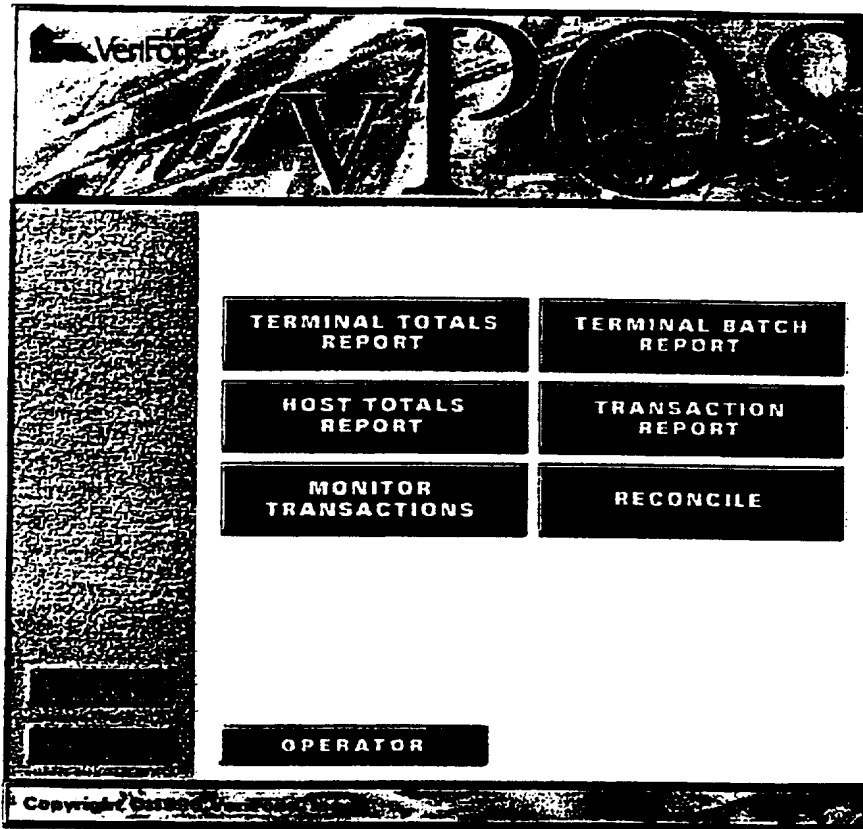 VeriFone
vPOS
TERMINAL TOTALS
REPORT
TERMINAL BATCH
REPORT
HOST TOTALS
REPORT
TRANSACTION
REPORT
MONITOR
TRANSACTIONS
RECONCILE
OPERATOR
Copyright